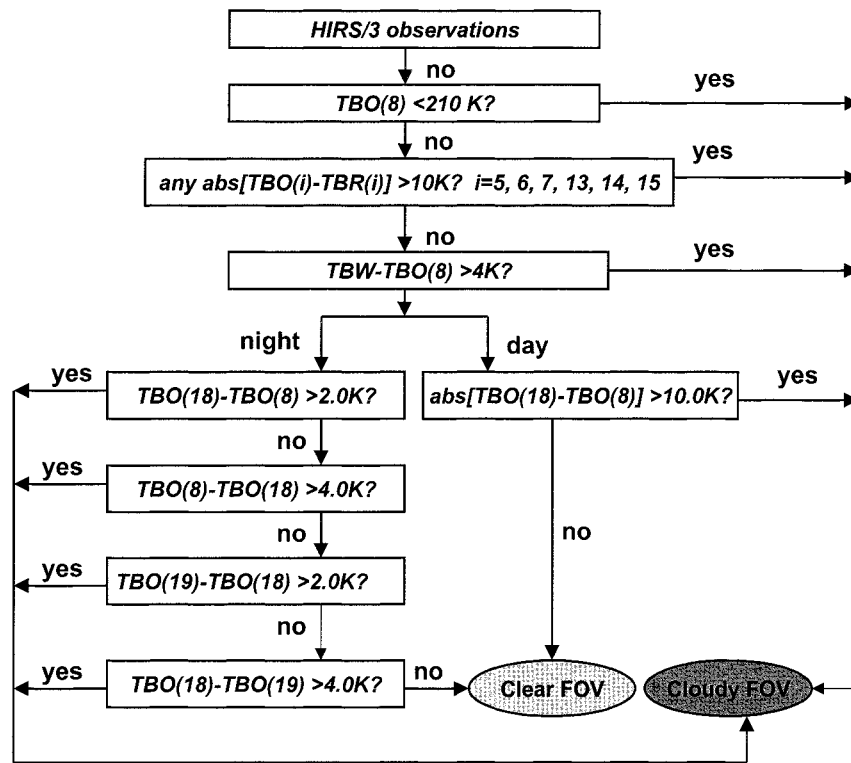 HIRS/3 observations
no
yes
TBO(8) <210 K?
no
yes
any abs[TBO(i)-TBR(i)] >10K? i=5, 6, 7, 13, 14, 15
no
yes
TBW-TBO(8) >4K?
night
day
yes
TBO(18)-TBO(8) >2.0K?
abs[TBO(18)-TBO(8)] >10.0K?
yes
no
yes
TBO(8)-TBO(18) >4.0K?
no
no
yes
TBO(19)-TBO(18) >2.0K?
no
yes
TBO(18)-TBO(19) >4.0K?
no
Clear FOV
Cloudy FOV